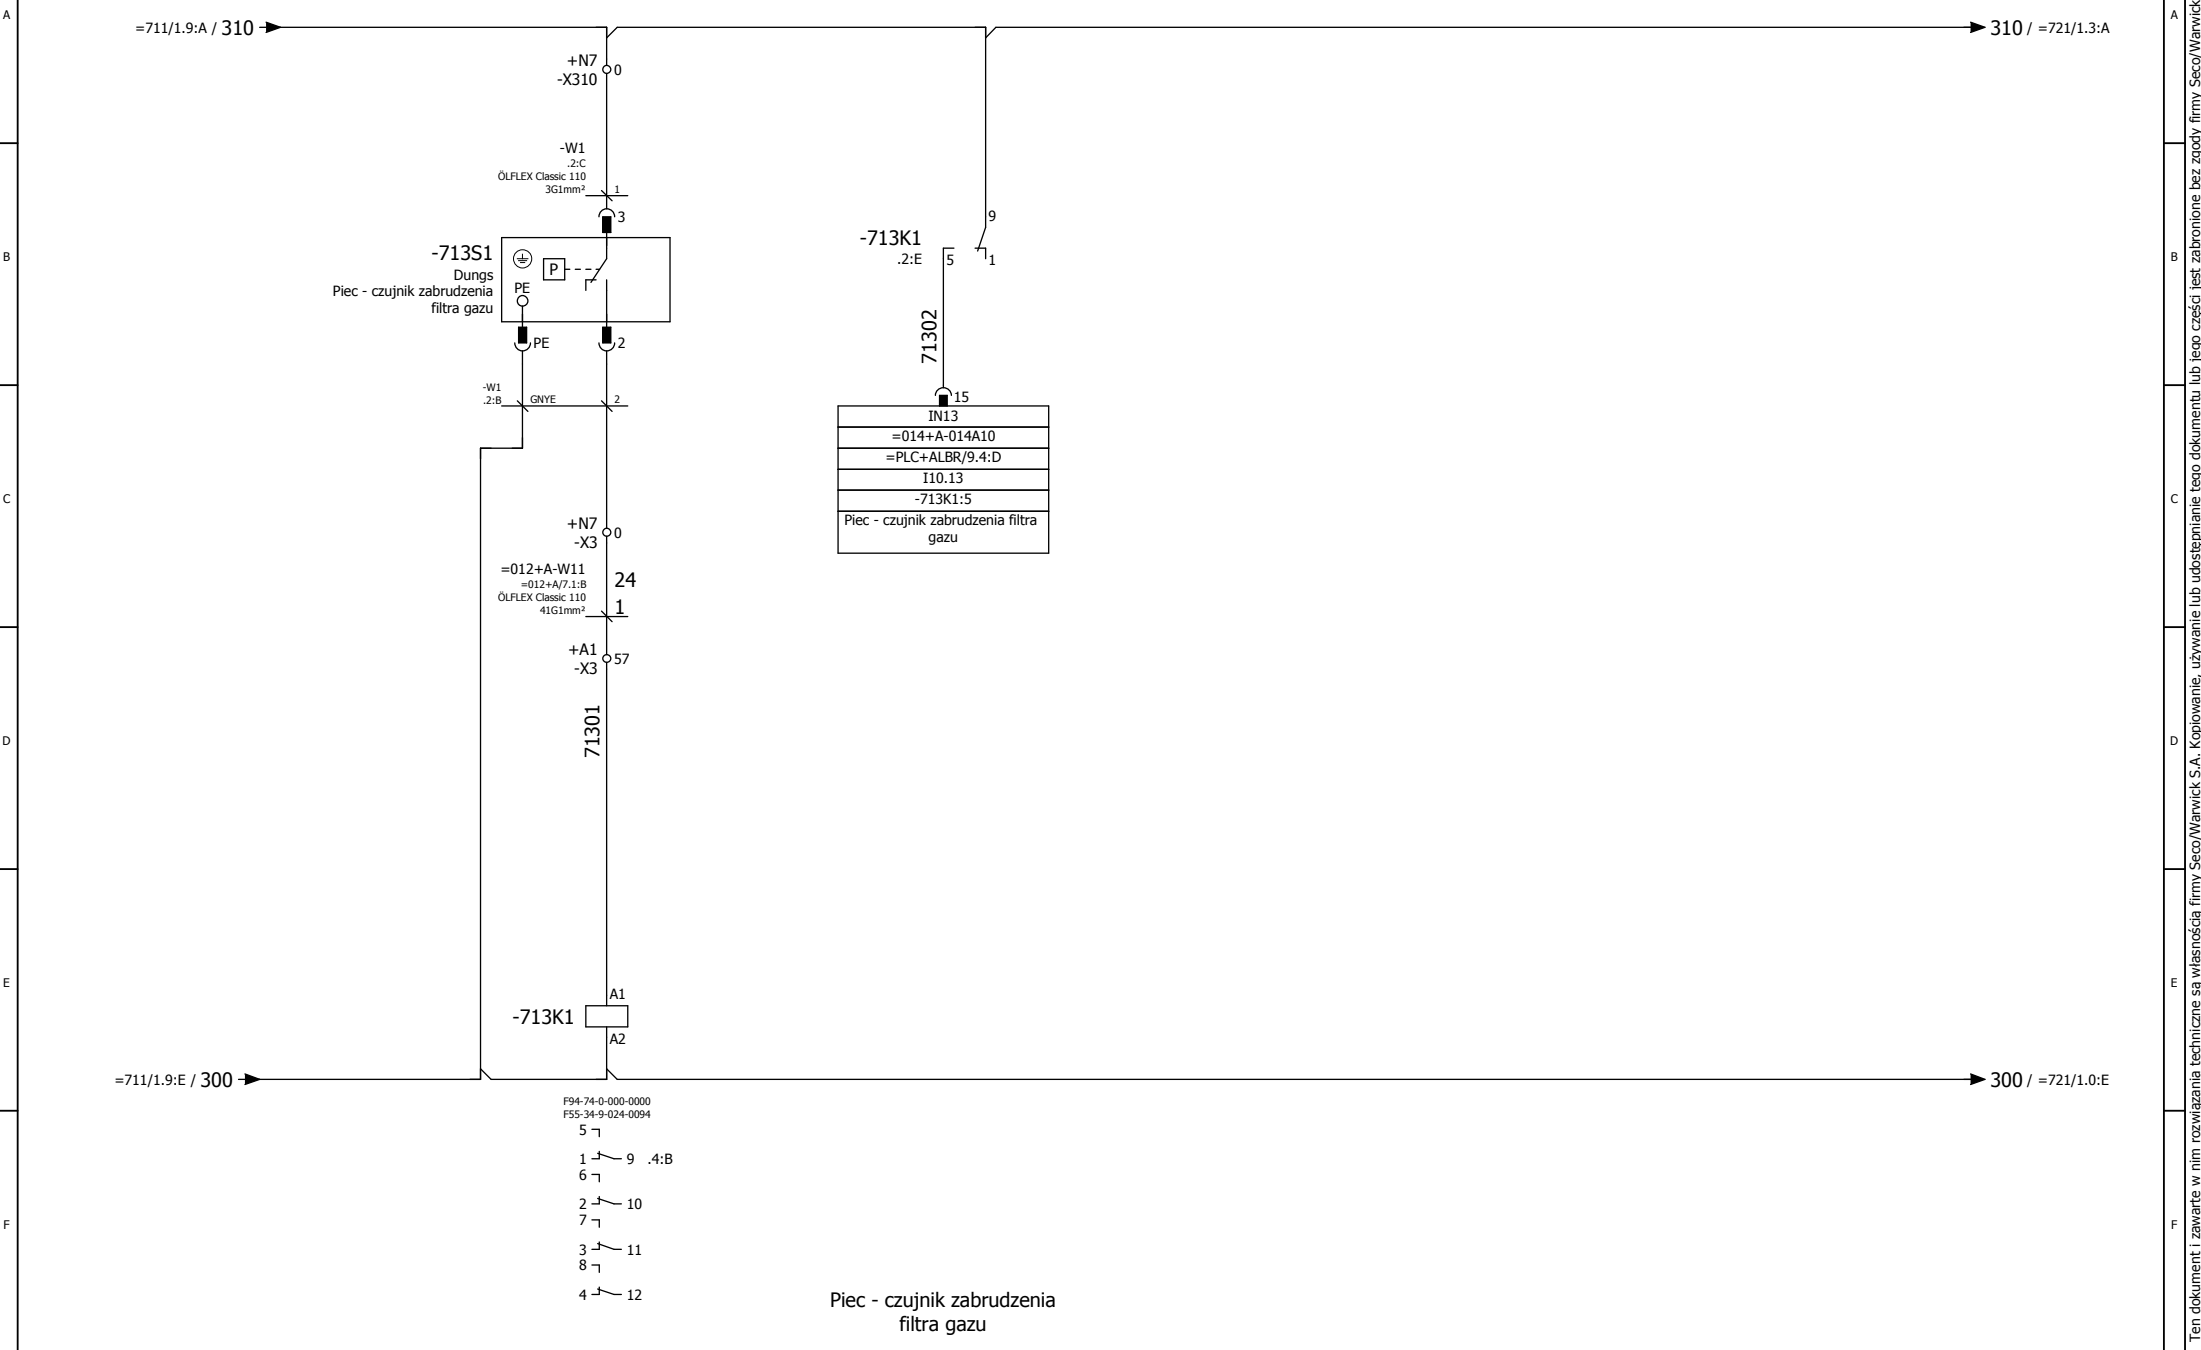 A
=711/1.9:A / 310
310 / =721/1.3:A
A
+N7
-X310
0
-W1
.2:C
ÖLFLEX Classic 110
3G1mm²
1
3
-713S1
Dungs
Piec - czujnik zabrudzenia
filtra gazu
P
PE
PE
2
B
B
-713K1
.2:E
9
5
1
71302
15
IN13
=014+A-014A10
=PLC+ALBR/9.4:D
I10.13
-713K1:5
Piec - czujnik zabrudzenia filtra
gazu
-W1
.2:B
GNYE
2
C
C
+N7
-X3
0
=012+A-W11
=012+A/7.1:B
ÖLFLEX Classic 110
41G1mm²
24
1
+A1
-X3
57
71301
D
D
E
E
A1
-713K1
A2
=711/1.9:E / 300
300 / =721/1.0:E
F94-74-0-000-0000
F55-34-9-024-0094
5
1 9 .4:B
6
2 10
7
3 11
8
4 12
F
F
Piec - czujnik zabrudzenia
filtra gazu
Ten dokument i zawarte w nim rozwiązania techniczne są własnością firmy Seco/Warwick S.A. Kopiowanie, używanie lub udostępnianie tego dokumentu lub jego części jest zabronione bez zgody firmy Seco/Warwick